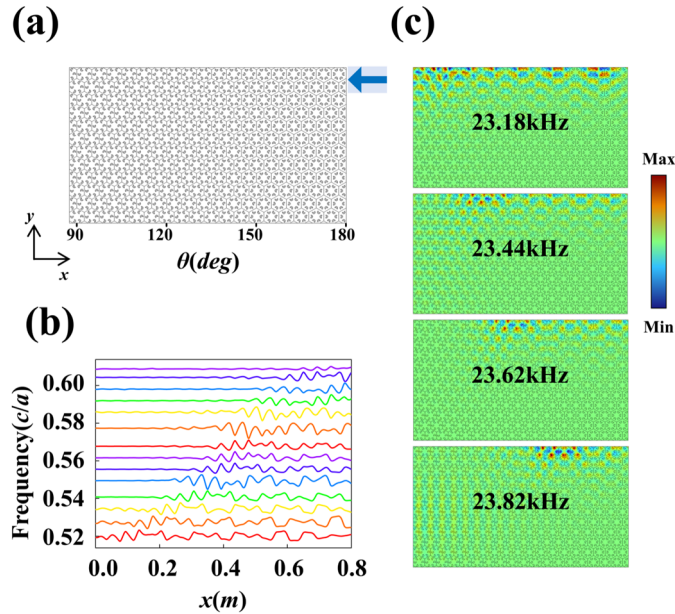 (a)
y
x
90 120 150 180
θ(deg)
(b)
Frequency(c/a)
0.60
0.58
0.56
0.54
0.52
0.0 0.2 0.4 0.6 0.8
x(m)
(c)
23.18kHz
23.44kHz
23.62kHz
23.82kHz
Max
Min